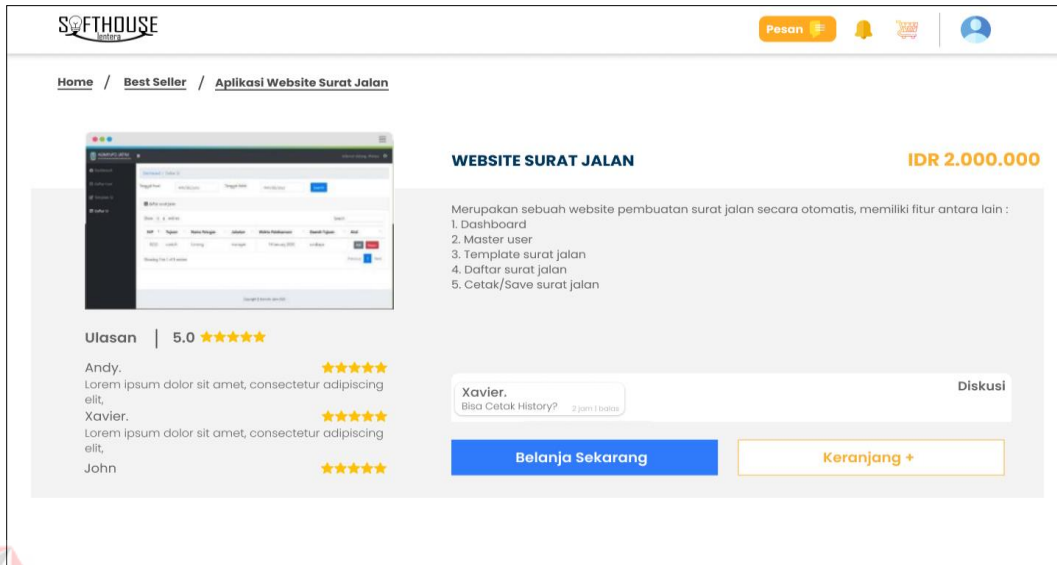 SOFTHOUSE
lentera
Pesan
Home / Best Seller / Aplikasi Website Surat Jalan
WEBSITE SURAT JALAN
IDR 2.000.000
Merupakan sebuah website pembuatan surat jalan secara otomatis, memiliki fitur antara lain :
1. Dashboard
2. Master user
3. Template surat jalan
4. Daftar surat jalan
5. Cetak/Save surat jalan
Ulasan | 5.0
Andy.
Lorem ipsum dolor sit amet, consectetur adipiscing
elit,
Xavier.
Lorem ipsum dolor sit amet, consectetur adipiscing
elit,
John
Xavier.
Bisa Cetak History? 2 jam 1 balas
Diskusi
Belanja Sekarang
Keranjang +